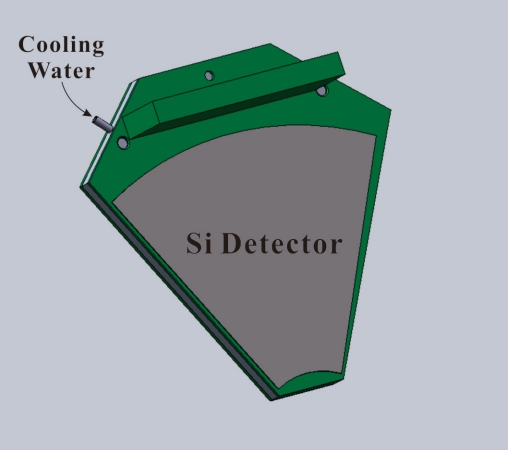 Cooling
Water
Si Detector